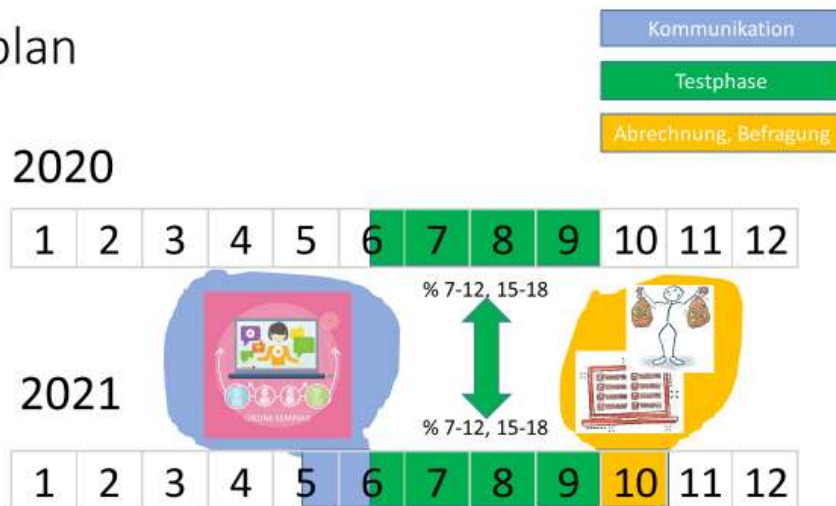 plan
Kommunikation
Testphase
Abrechnung, Befragung
2020
1 2 3 4 5 6 7 8 9 10 11 12
% 7-12, 15-18
ONLINE SEMINAR
2021
% 7-12, 15-18
1 2 3 4 5 6 7 8 9 10 11 12